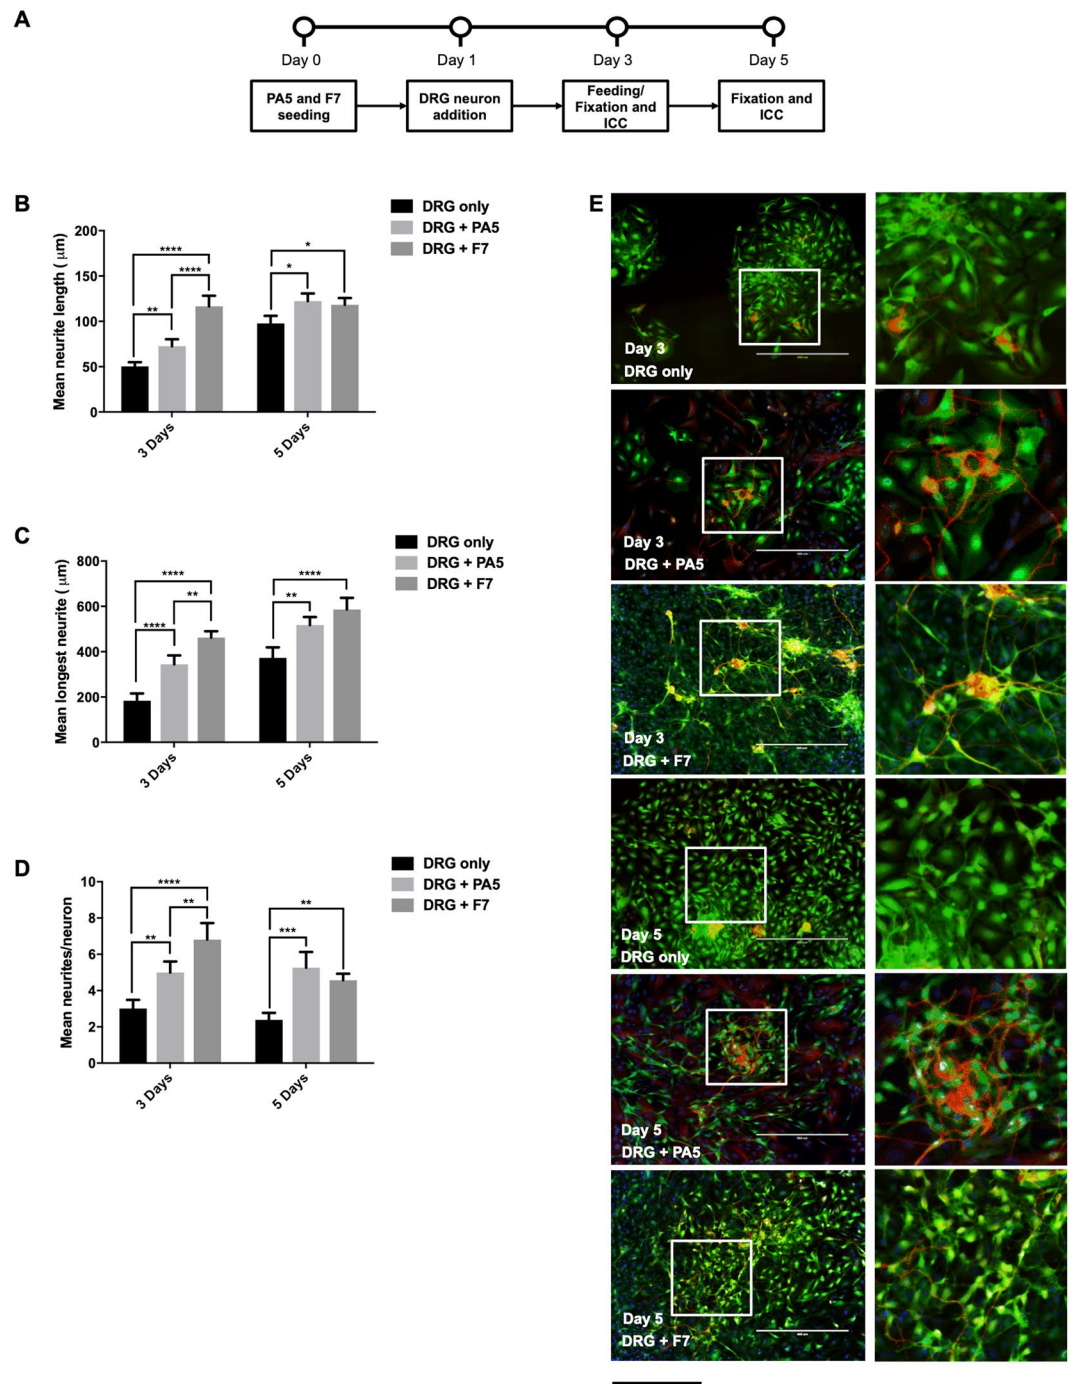 A
Day 0
Day 1
Day 3
Day 5
PA5 and F7
seeding
DRG neuron
addition
Feeding/
Fixation and
ICC
Fixation and
ICC
B
DRG only
DRG + PA5
DRG + F7
Mean neurite length ( μm)
200
150
100
50
0
****
****
**
*
*
3 Days
5 Days
C
DRG only
DRG + PA5
DRG + F7
Mean longest neurite ( μm)
800
600
400
200
0
****
**
****
****
**
3 Days
5 Days
D
DRG only
DRG + PA5
DRG + F7
Mean neurites/neuron
10
8
6
4
2
0
****
**
**
**
***
3 Days
5 Days
E
Day 3
DRG only
Day 3
DRG + PA5
Day 3
DRG + F7
Day 5
DRG only
Day 5
DRG + PA5
Day 5
DRG + F7